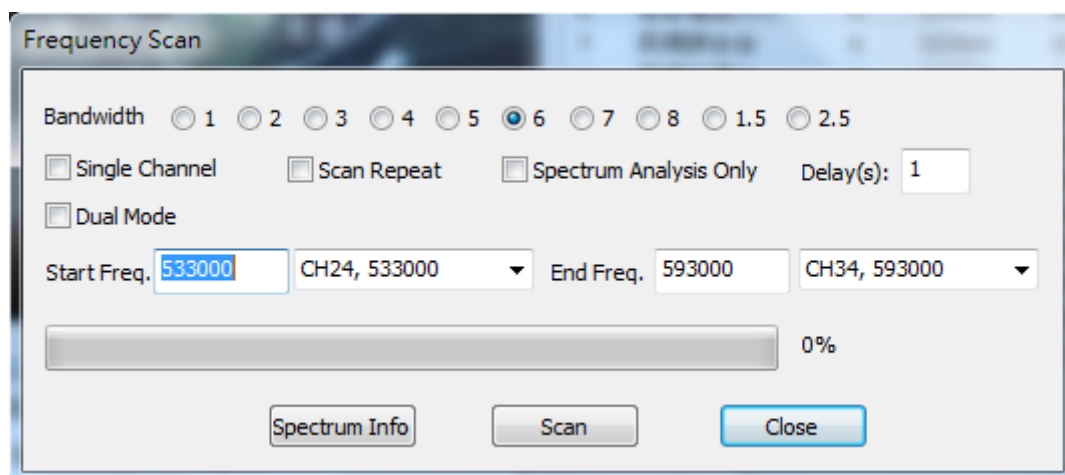 Frequency Scan
Bandwidth 1 2 3 4 5 6 7 8 1.5 2.5
Single Channel Scan Repeat Spectrum Analysis Only Delay(s): 1
Dual Mode
Start Freq. 533000 CH24, 533000 End Freq. 593000 CH34, 593000
0%
Spectrum Info Scan Close